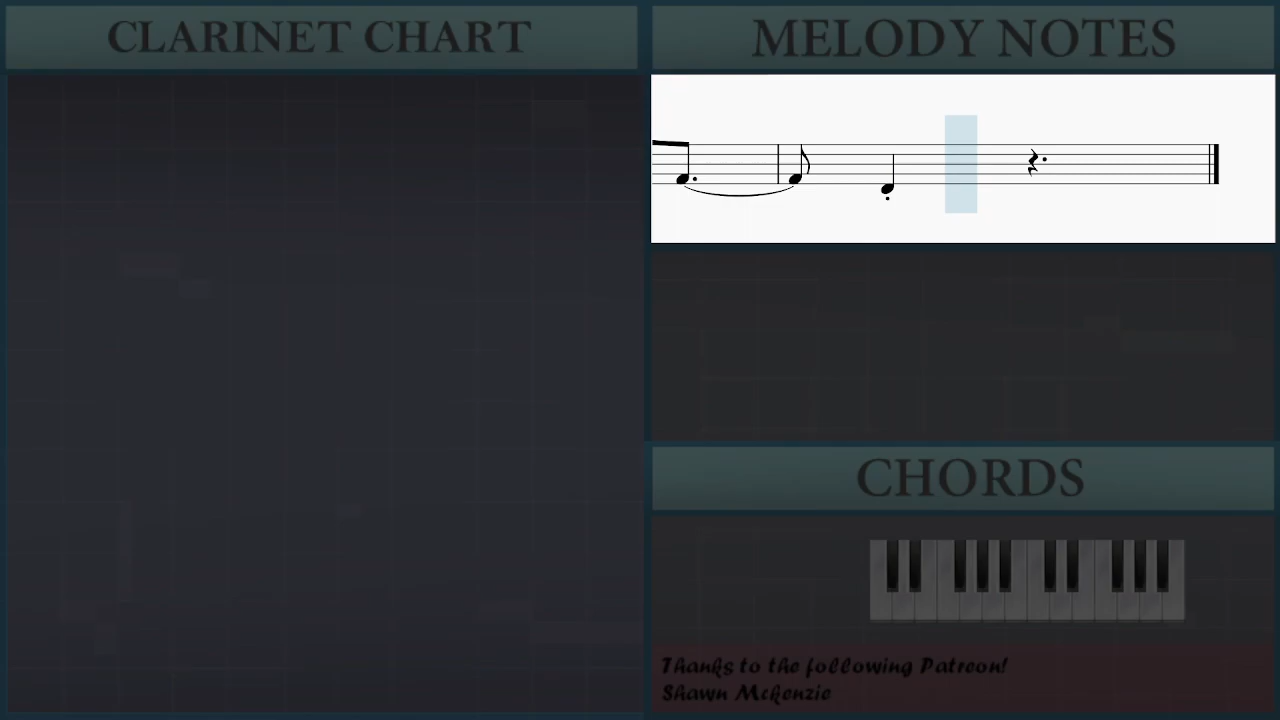 CLARINET CHART
MELODY NOTES
CHORDS
Thanks to the following Patreon!
Shawn Mckenzie